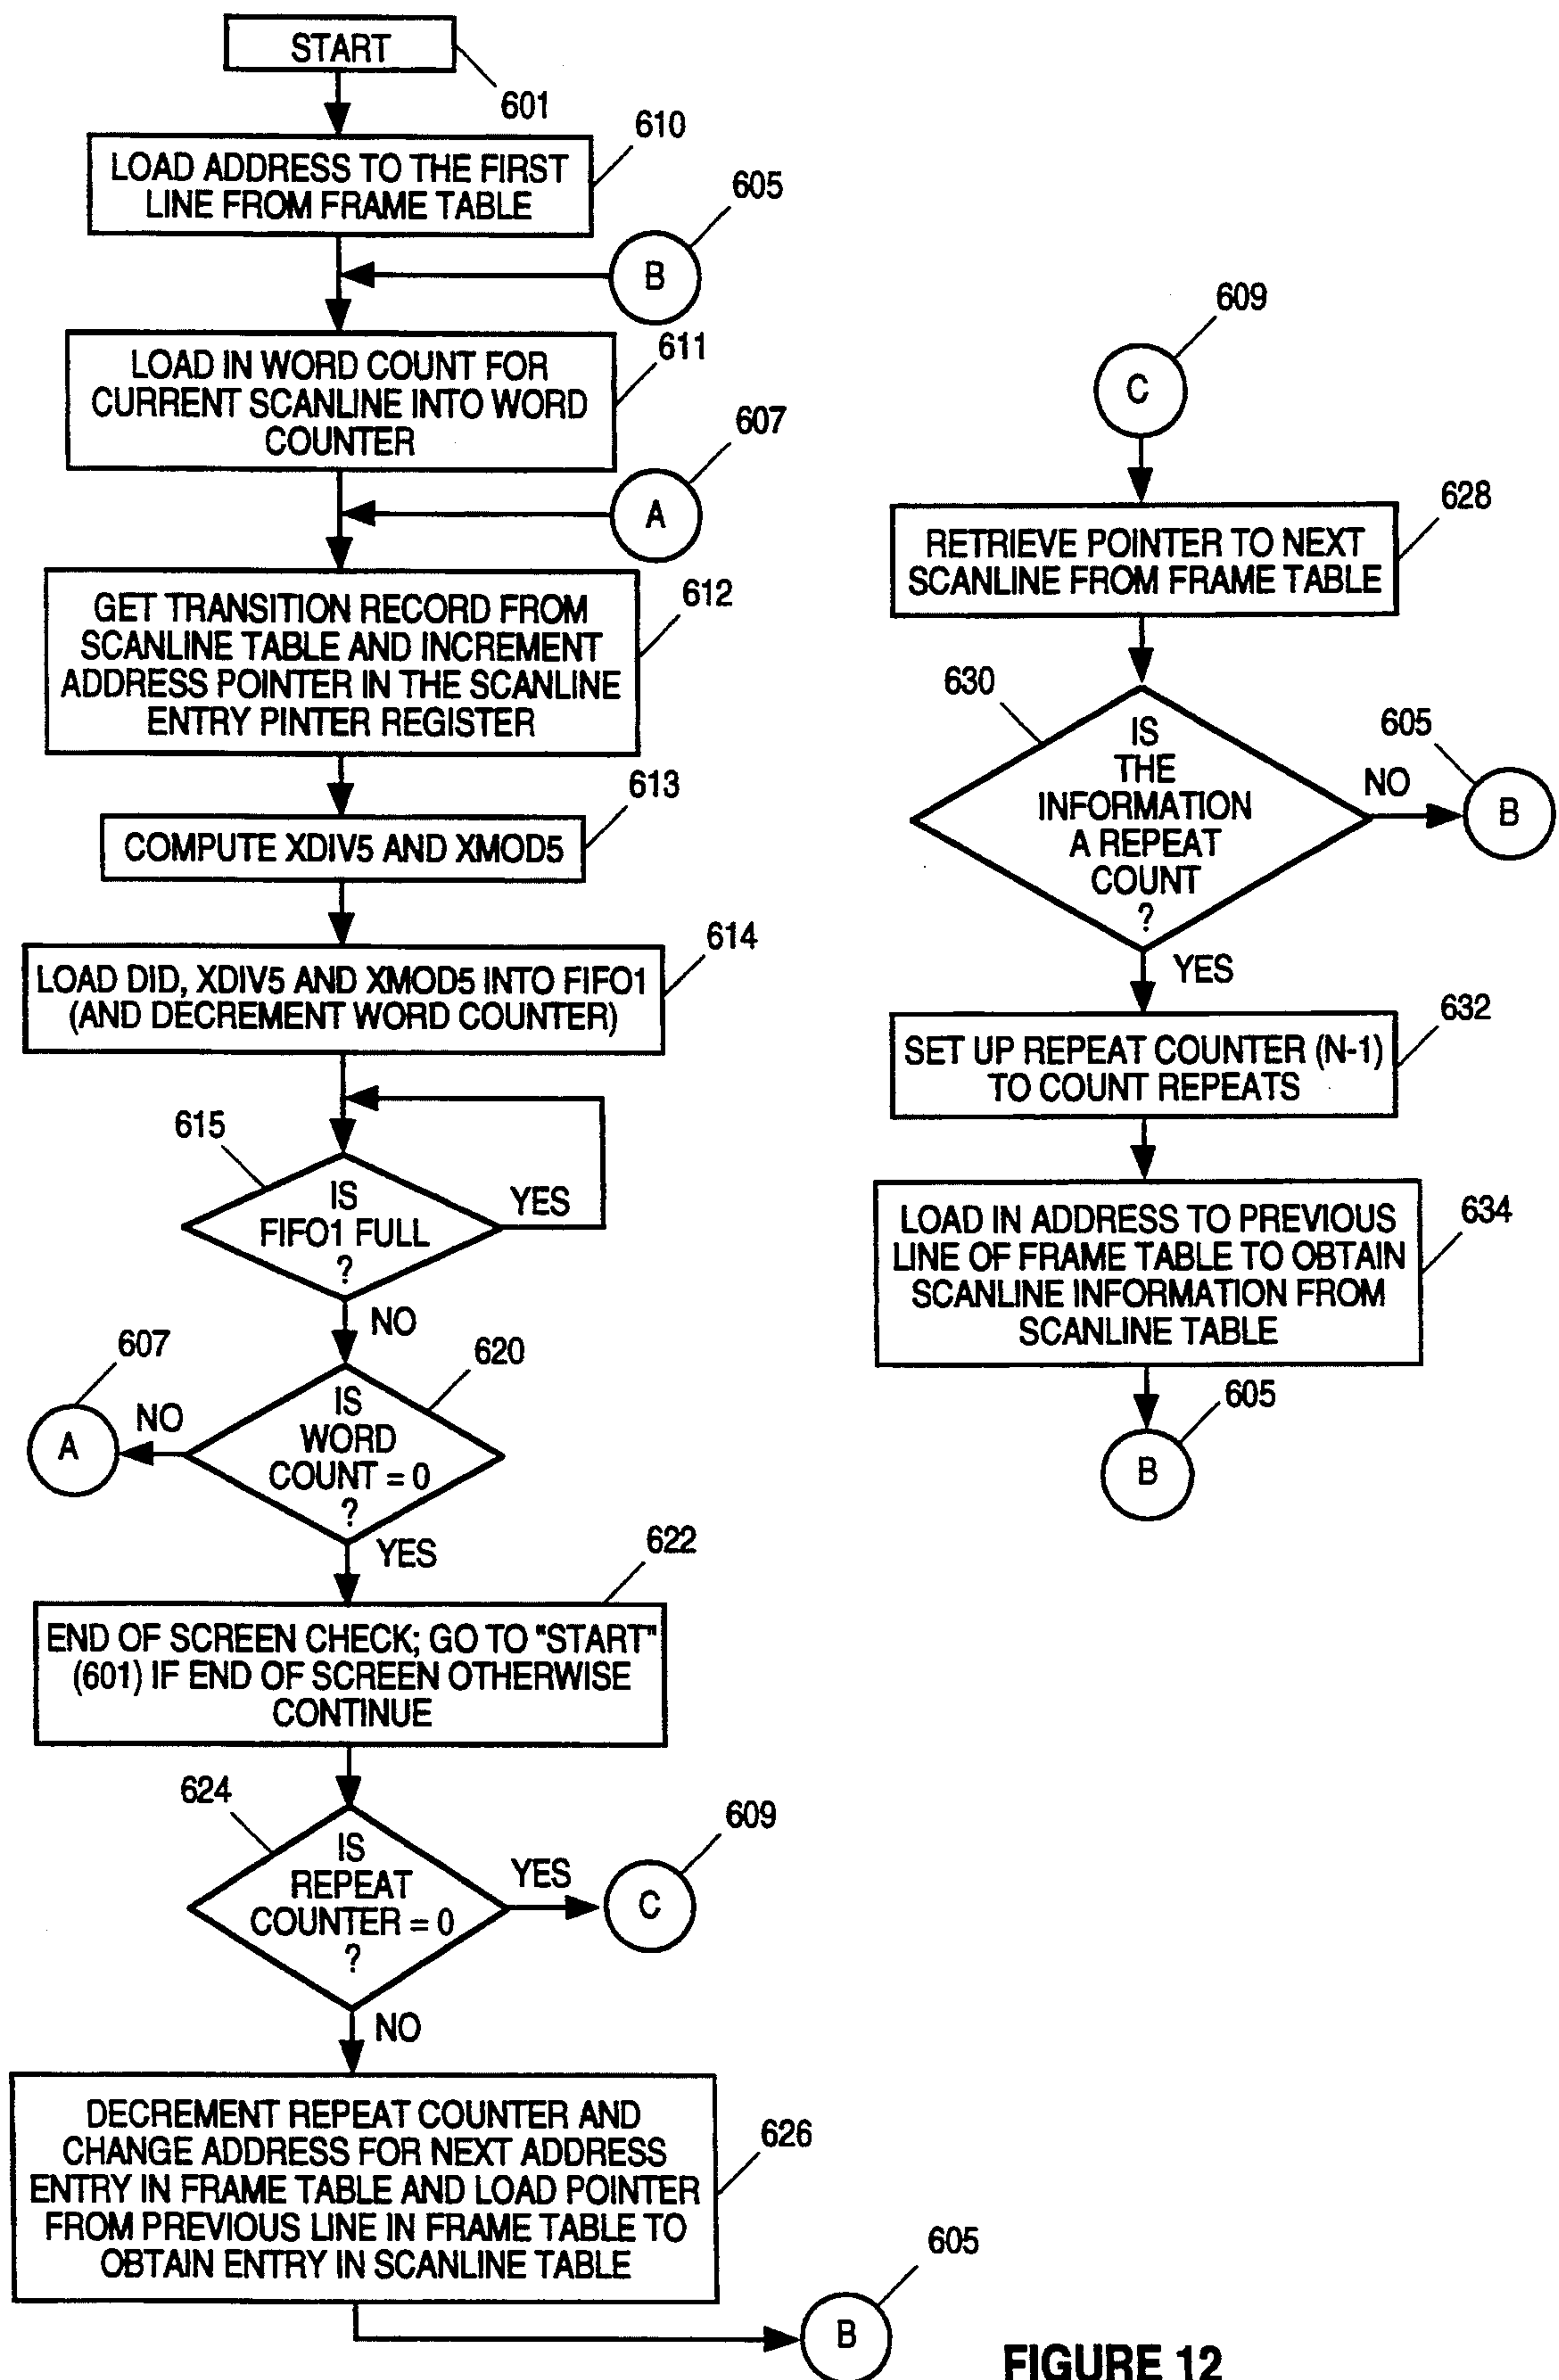 START
601
610
LOAD ADDRESS TO THE FIRST
LINE FROM FRAME TABLE
605
B
611
LOAD IN WORD COUNT FOR
CURRENT SCANLINE INTO WORD
COUNTER
607
A
612
GET TRANSITION RECORD FROM
SCANLINE TABLE AND INCREMENT
ADDRESS POINTER IN THE SCANLINE
ENTRY PINTER REGISTER
613
COMPUTE XDIV5 AND XMOD5
614
LOAD DID, XDIV5 AND XMOD5 INTO FIFO1
(AND DECREMENT WORD COUNTER)
615
IS
FIFO1 FULL
?
YES
NO
607
A
NO
620
IS
WORD
COUNT = 0
?
YES
622
END OF SCREEN CHECK; GO TO "START"
(601) IF END OF SCREEN OTHERWISE
CONTINUE
624
IS
REPEAT
COUNTER = 0
?
YES
609
C
NO
626
DECREMENT REPEAT COUNTER AND
CHANGE ADDRESS FOR NEXT ADDRESS
ENTRY IN FRAME TABLE AND LOAD POINTER
FROM PREVIOUS LINE IN FRAME TABLE TO
OBTAIN ENTRY IN SCANLINE TABLE
605
B
609
C
628
RETRIEVE POINTER TO NEXT
SCANLINE FROM FRAME TABLE
630
IS
THE
INFORMATION
A REPEAT
COUNT
?
NO
605
B
YES
632
SET UP REPEAT COUNTER (N-1)
TO COUNT REPEATS
634
LOAD IN ADDRESS TO PREVIOUS
LINE OF FRAME TABLE TO OBTAIN
SCANLINE INFORMATION FROM
SCANLINE TABLE
605
B
FIGURE 12